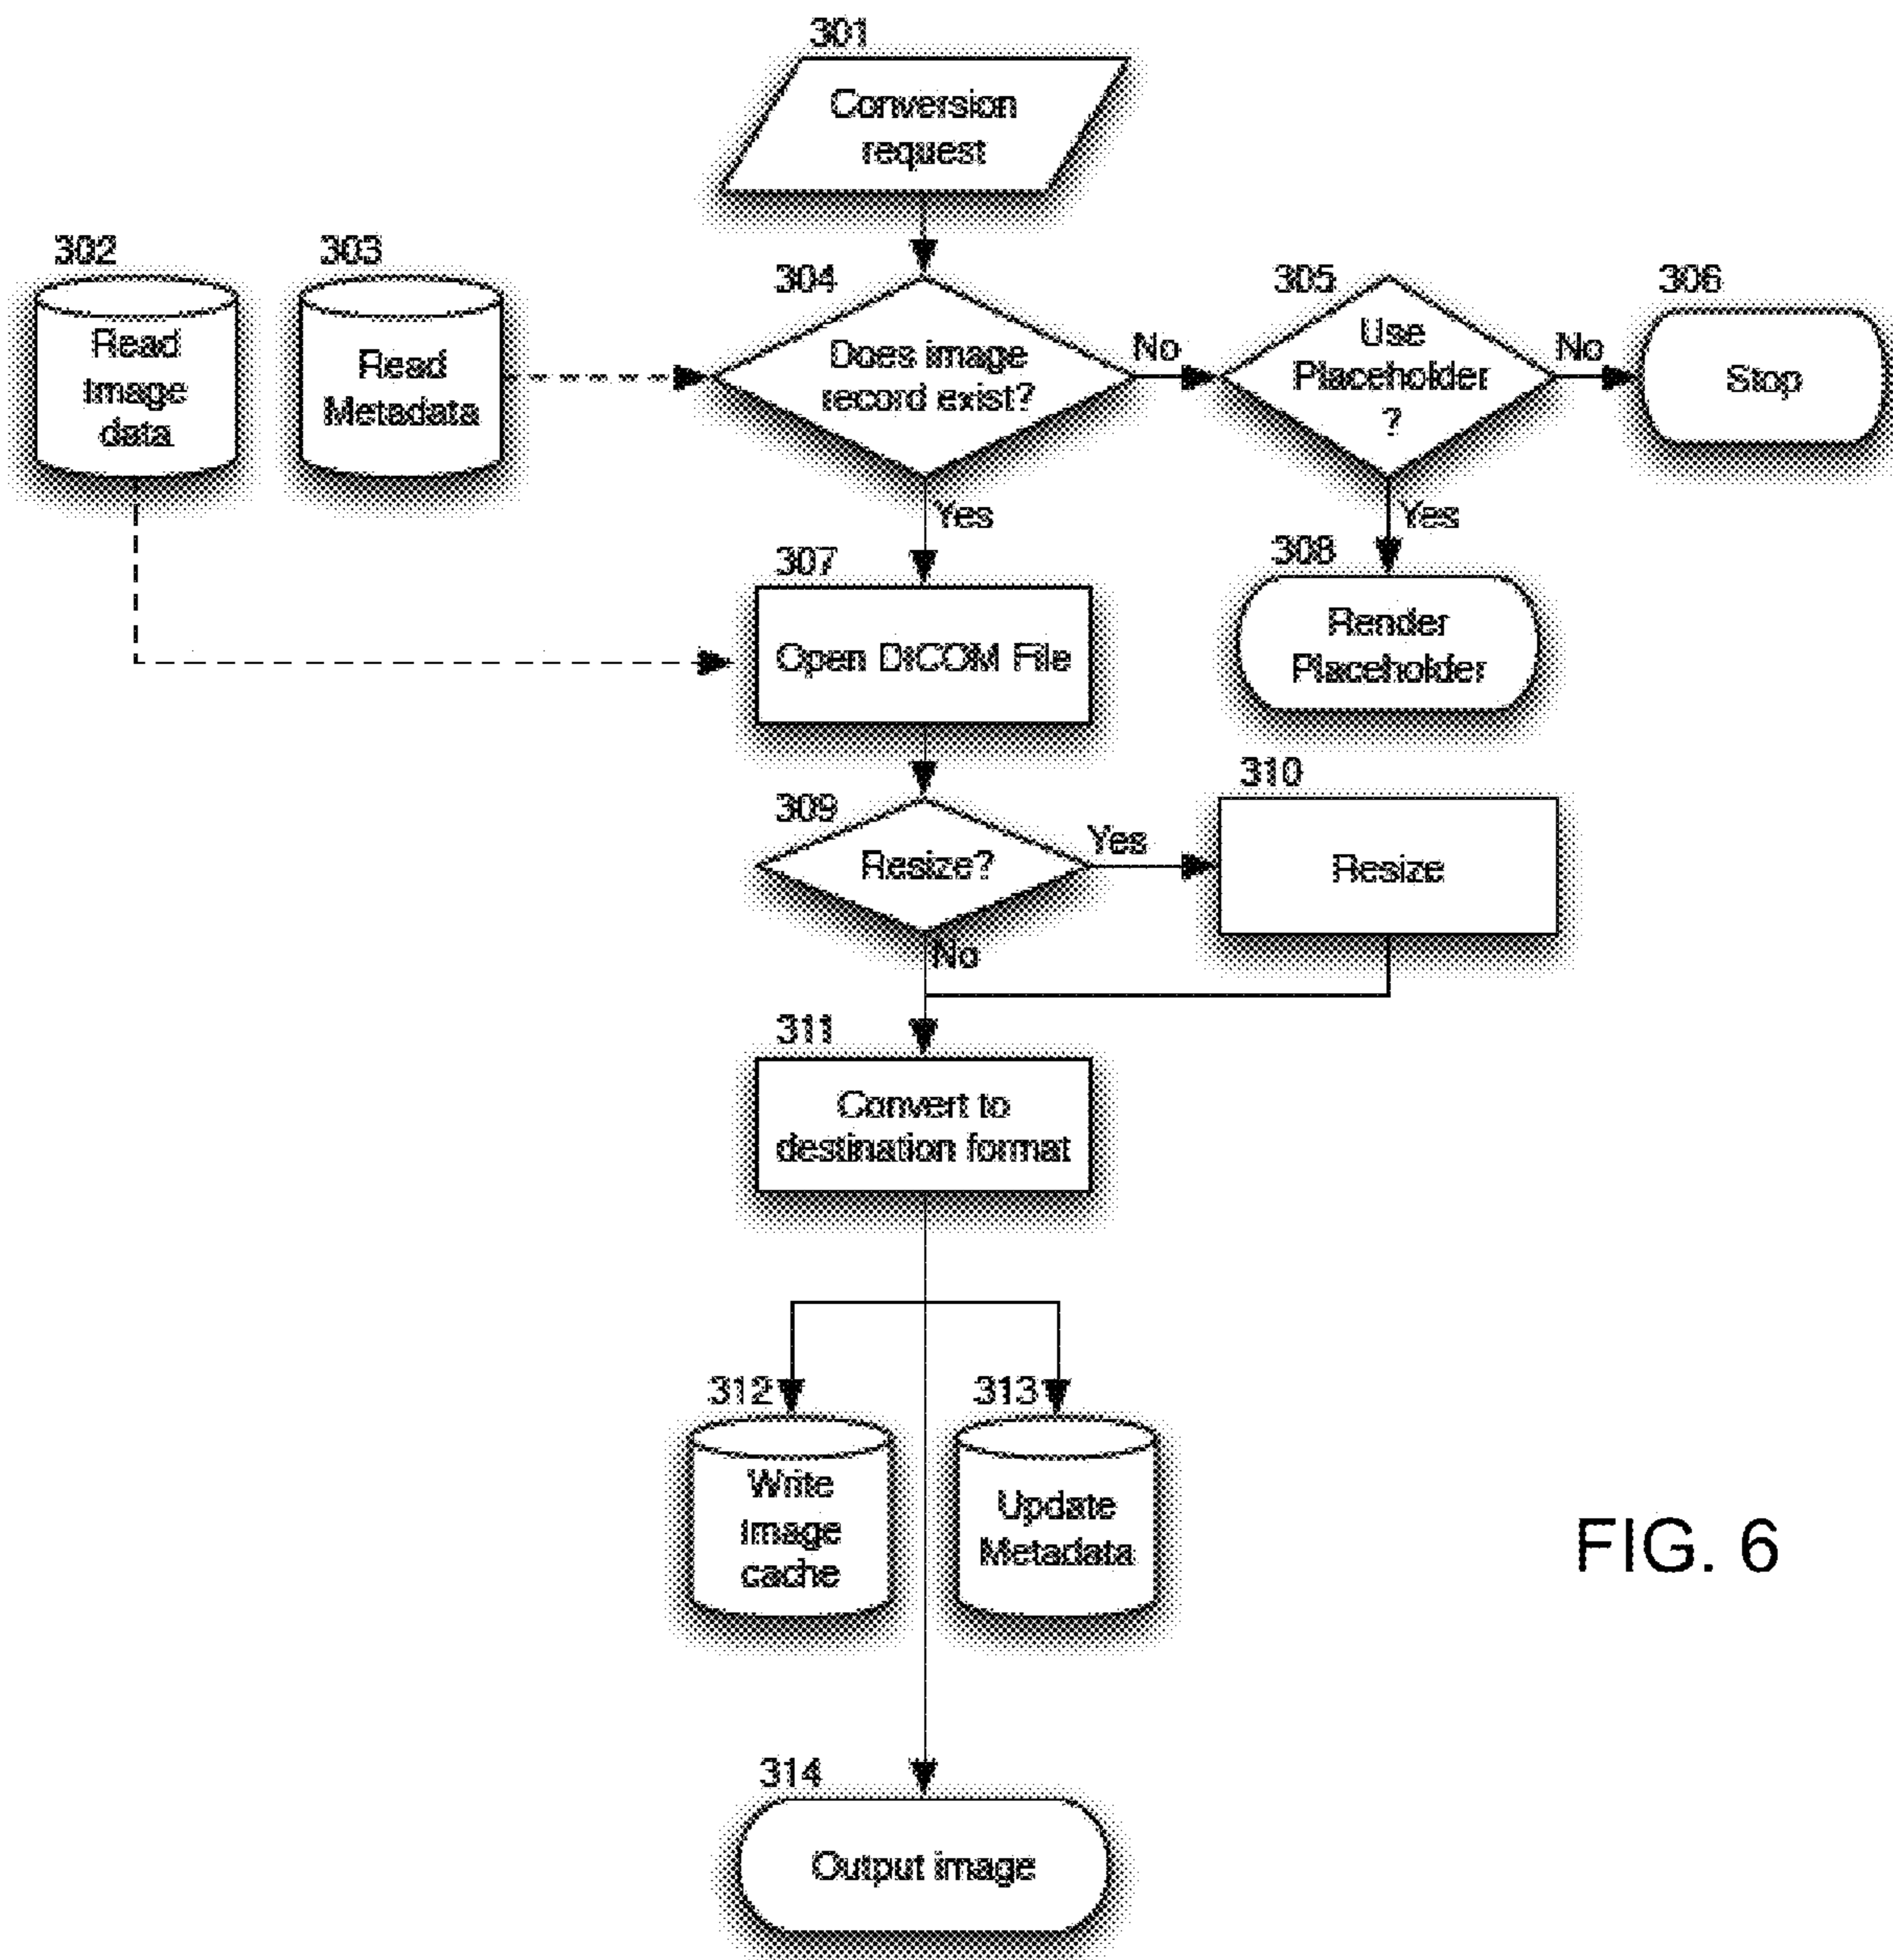 301
Conversion
request
302
Read
image
data
303
Read
Metadata
304
Does image
record exist?
No
305
Use
Placeholder
?
No
306
Stop
Yes
Yes
307
Open DICOM File
308
Render
Placeholder
309
Resize?
Yes
310
Resize
No
311
Convert to
destination format
312
Write
image
cache
313
Update
Metadata
314
Output image
FIG. 6